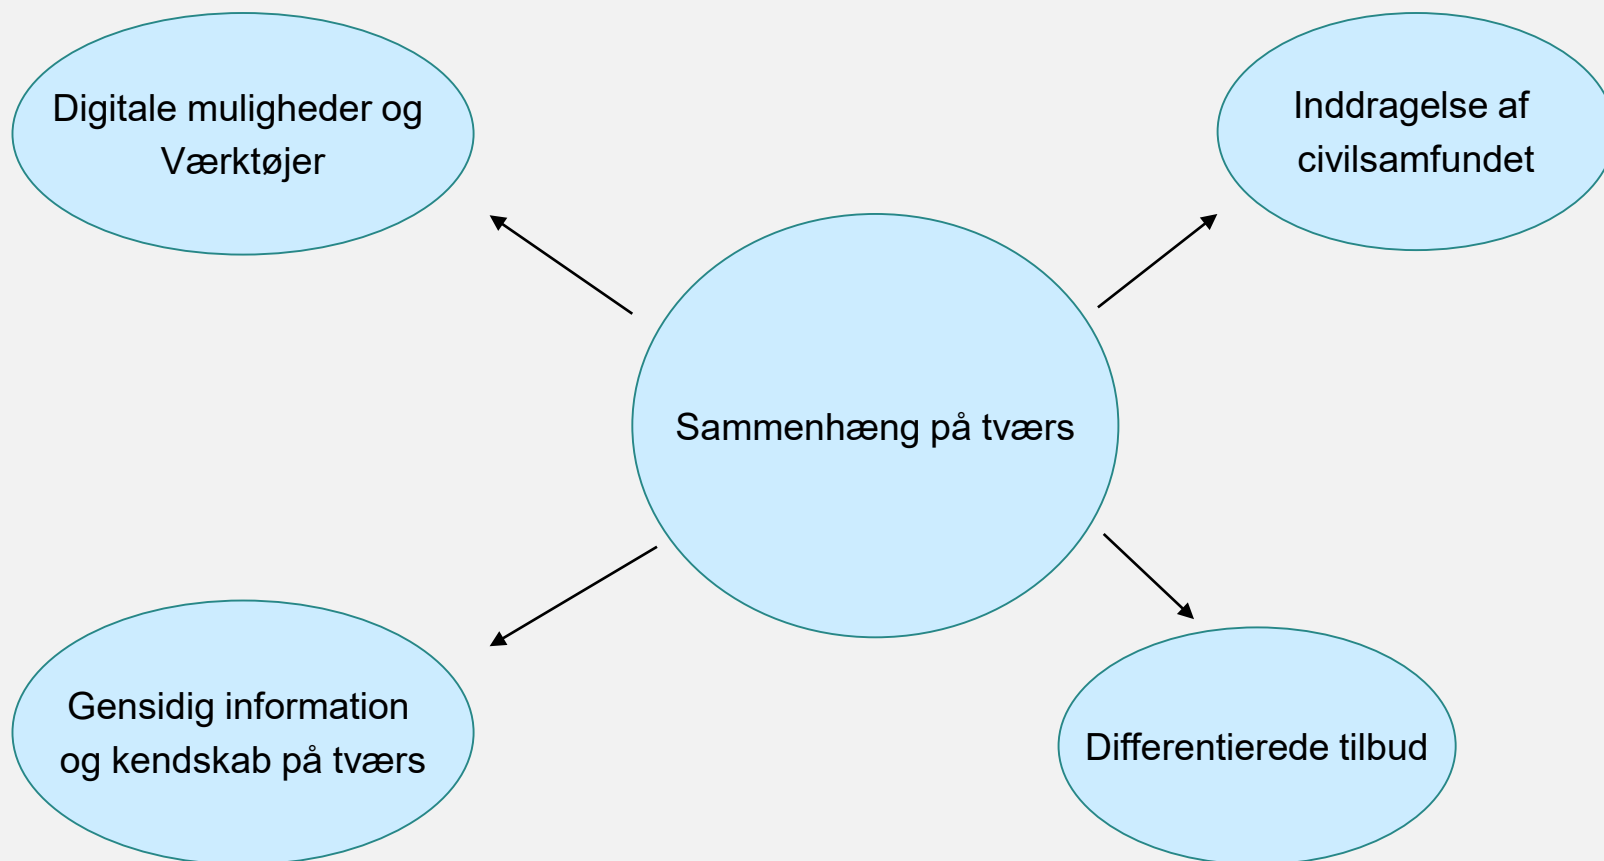 Digitale muligheder og
Værktøjer
Inddragelse af
civilsamfundet
Sammenhæng på tværs
Gensidig information
og kendskab på tværs
Differentierede tilbud